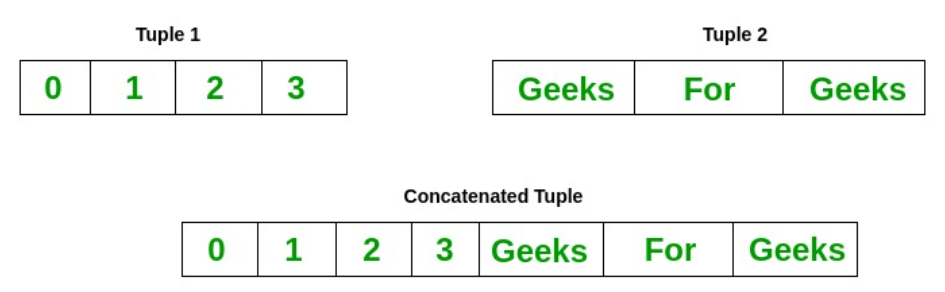 Tuple 1
0 1 2 3
Tuple 2
Geeks For Geeks
Concatenated Tuple
0 1 2 3 Geeks For Geeks